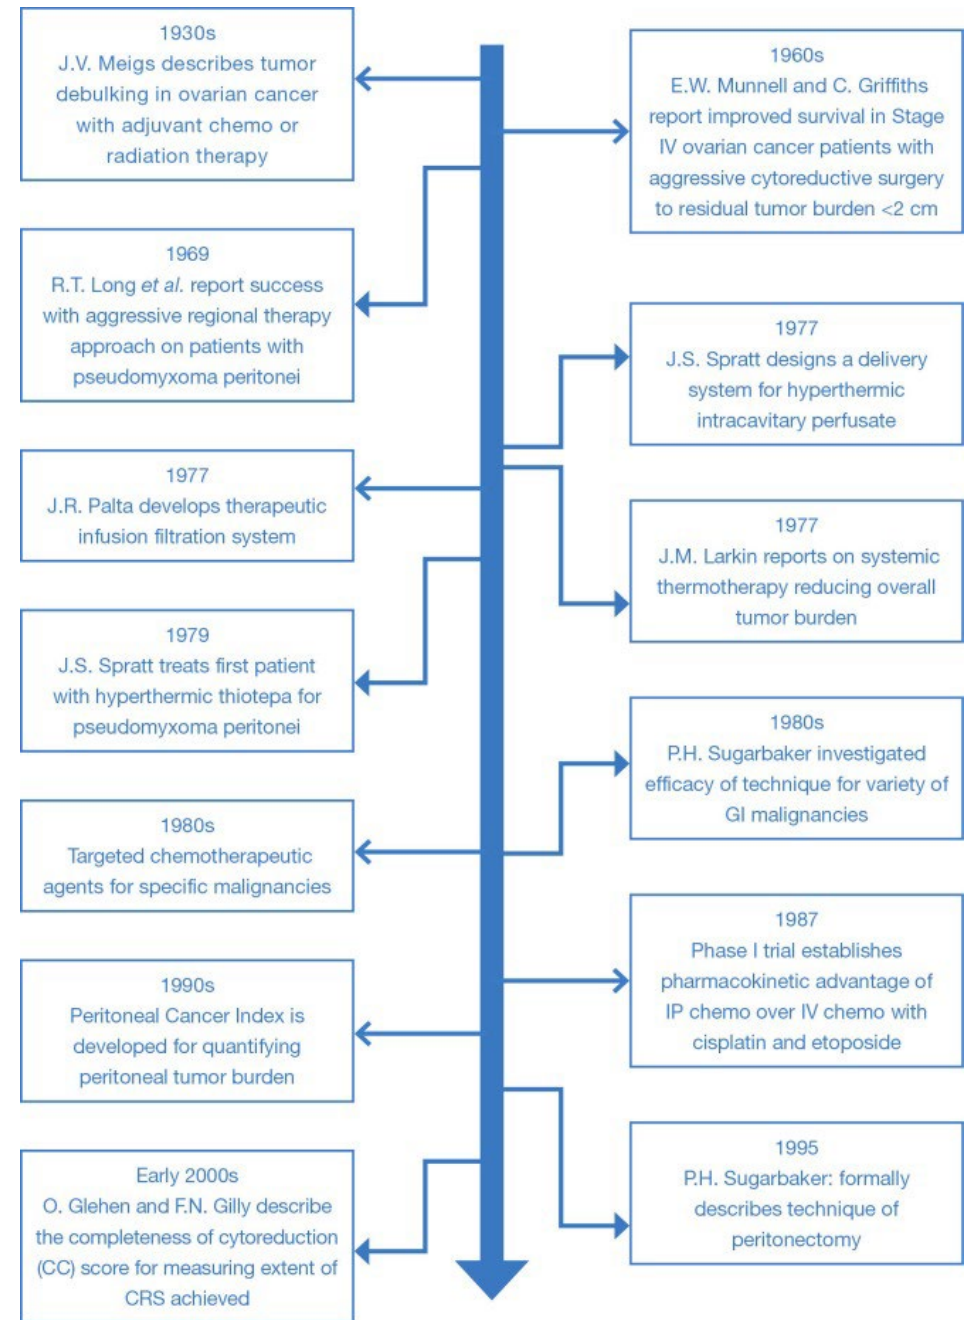 1930s
J.V. Meigs describes tumor
debulking in ovarian cancer
with adjuvant chemo or
radiation therapy
1960s
E.W. Munnell and C. Griffiths
report improved survival in Stage
IV ovarian cancer patients with
aggressive cytoreductive surgery
to residual tumor burden <2 cm
1969
R.T. Long et al. report success
with aggressive regional therapy
approach on patients with
pseudomyxoma peritonei
1977
J.S. Spratt designs a delivery
system for hyperthermic
intracavitary perfusate
1977
J.R. Palta develops therapeutic
infusion filtration system
1977
J.M. Larkin reports on systemic
thermotherapy reducing overall
tumor burden
1979
J.S. Spratt treats first patient
with hyperthermic thiotepa for
pseudomyxoma peritonei
1980s
P.H. Sugarbaker investigated
efficacy of technique for variety of
GI malignancies
1980s
Targeted chemotherapeutic
agents for specific malignancies
1987
Phase I trial establishes
pharmacokinetic advantage of
IP chemo over IV chemo with
cisplatin and etoposide
1990s
Peritoneal Cancer Index is
developed for quantifying
peritoneal tumor burden
1995
P.H. Sugarbaker: formally
describes technique of
peritonectomy
Early 2000s
O. Glehen and F.N. Gilly describe
the completeness of cytoreduction
(CC) score for measuring extent of
CRS achieved